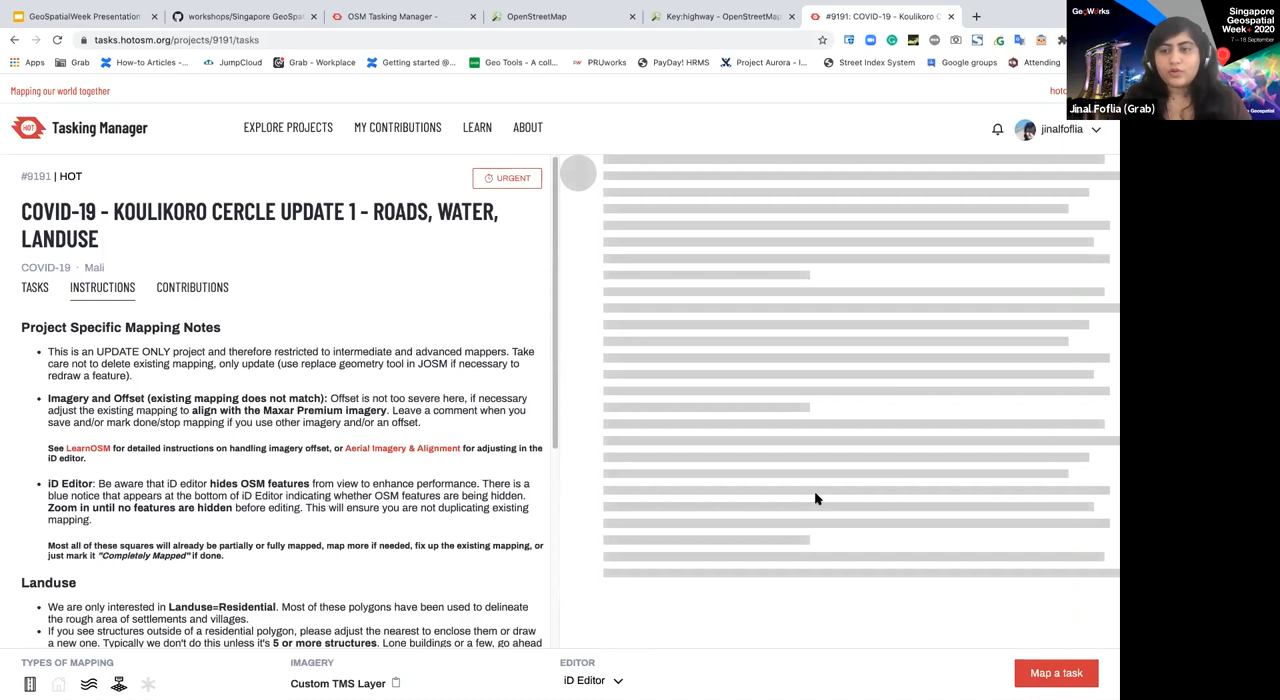 GeoSpatialWeek Presentation
workshops/Singapore GeoSpat
OSM Tasking Manager -
OpenStreetMap
Key:highway - OpenStreetMap
#9191: COVID-19 - Koulikoro C
tasks.hotosm.org/projects/9191/tasks
Apps
Grab
How-to Articles -...
JumpCloud
Grab - Workplace
Getting started @...
Geo Tools - A coll...
PRUworks
PayDay! HRMS
Project Aurora - I...
Street Index System
Google groups
Attending
GeoWorks
Singapore
Geospatial
Week+ 2020
7 – 18 September
Geospatial
Jinal Foflia (Grab)
Mapping our world together
hoto
HOT
Tasking Manager
EXPLORE PROJECTS
MY CONTRIBUTIONS
LEARN
ABOUT
jinalfoflia
#9191 | HOT
URGENT
COVID-19 - KOULIKORO CERCLE UPDATE 1 - ROADS, WATER,
LANDUSE
COVID-19 · Mali
TASKS
INSTRUCTIONS
CONTRIBUTIONS
Project Specific Mapping Notes
This is an UPDATE ONLY project and therefore restricted to intermediate and advanced mappers. Take
care not to delete existing mapping, only update (use replace geometry tool in JOSM if necessary to
redraw a feature).
Imagery and Offset (existing mapping does not match): Offset is not too severe here, if necessary
adjust the existing mapping to align with the Maxar Premium imagery. Leave a comment when you
save and/or mark done/stop mapping if you use other imagery and/or an offset.
See LearnOSM for detailed instructions on handling imagery offset, or Aerial Imagery & Alignment for adjusting in the
iD editor.
iD Editor: Be aware that iD editor hides OSM features from view to enhance performance. There is a
blue notice that appears at the bottom of iD Editor indicating whether OSM features are being hidden.
Zoom in until no features are hidden before editing. This will ensure you are not duplicating existing
mapping.
Most all of these squares will already be partially or fully mapped, map more if needed, fix up the existing mapping, or
just mark it "Completely Mapped" if done.
Landuse
We are only interested in Landuse=Residential. Most of these polygons have been used to delineate
the rough area of settlements and villages.
If you see structures outside of a residential polygon, please adjust the nearest to enclose them or draw
a new one. Typically we don't do this unless it's 5 or more structures. Lone buildings or a few, go ahead
TYPES OF MAPPING
IMAGERY
Custom TMS Layer
EDITOR
iD Editor
Map a task